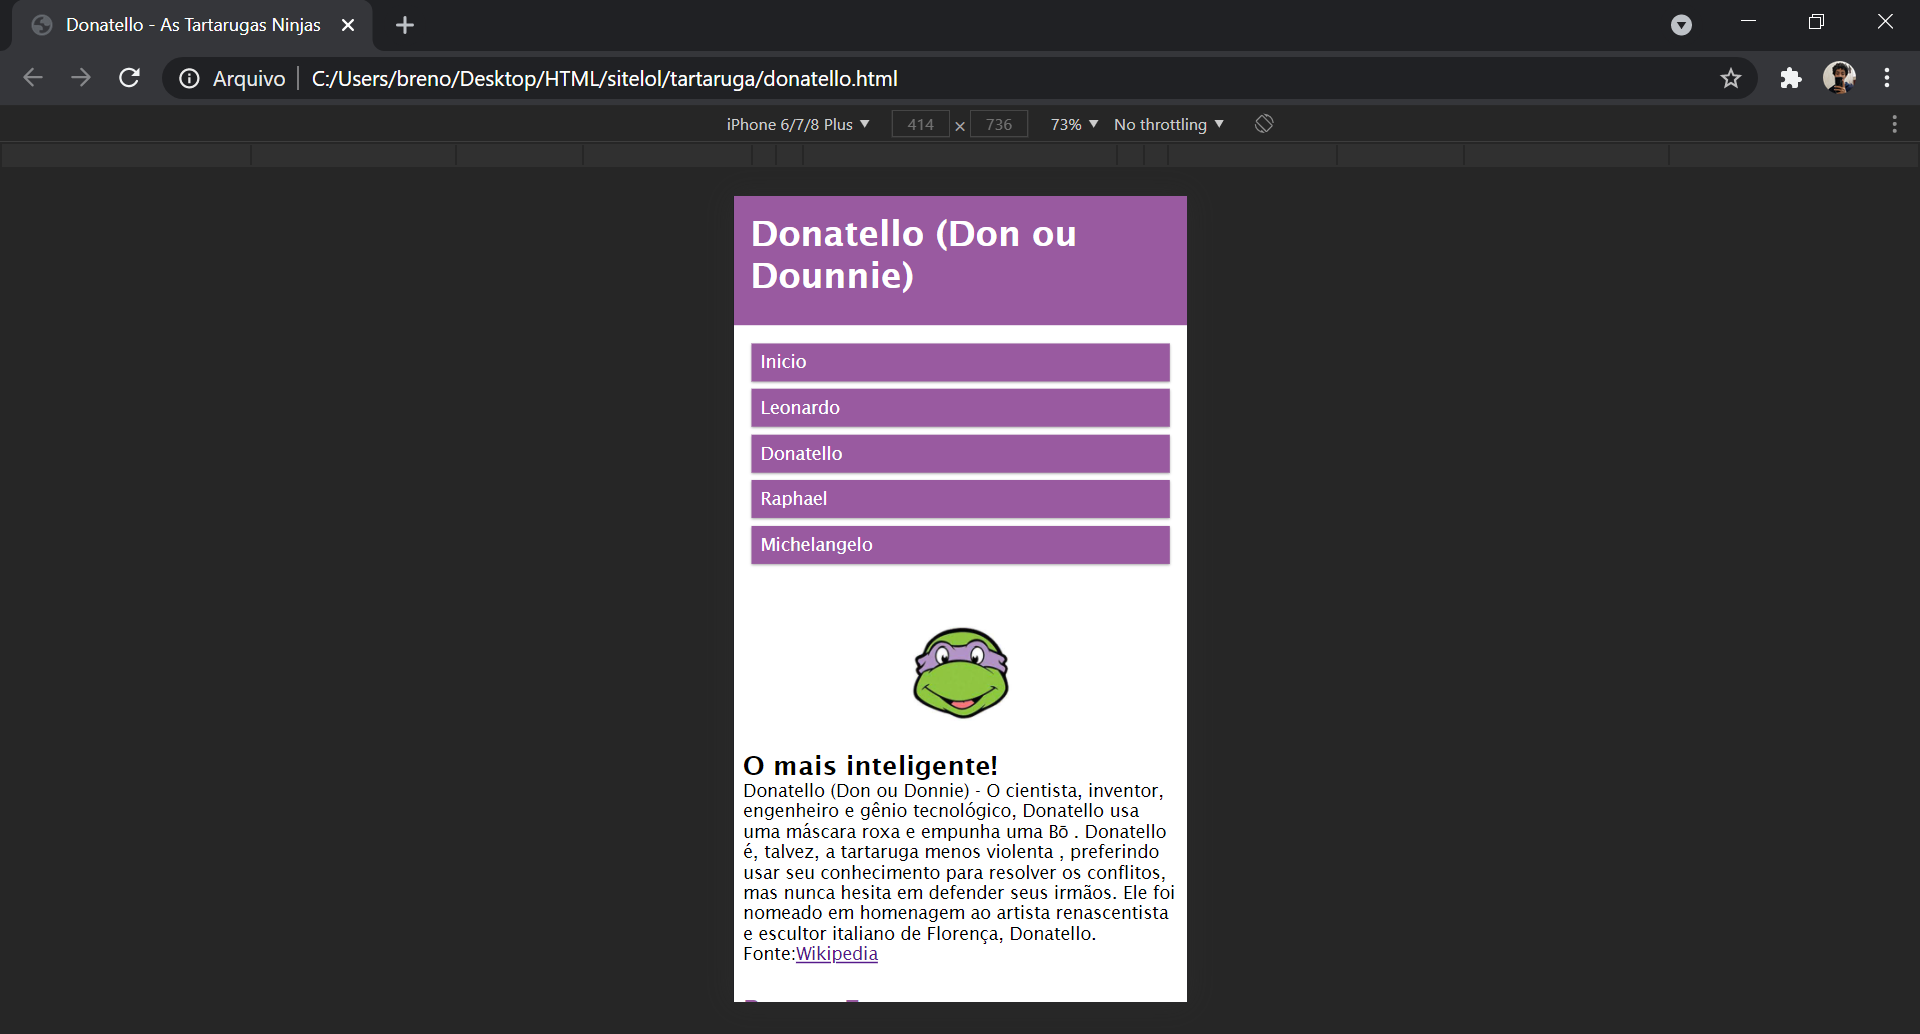 Donatello - As Tartarugas Ninjas
Arquivo C:/Users/breno/Desktop/HTML/sitelol/tartaruga/donatello.html
iPhone 6/7/8 Plus 414 × 736 73% No throttling
Donatello (Don ou
Dounnie)
Inicio
Leonardo
Donatello
Raphael
Michelangelo
O mais inteligente!
Donatello (Don ou Donnie) - O cientista, inventor,
engenheiro e gênio tecnológico, Donatello usa
uma máscara roxa e empunha uma Bō . Donatello
é, talvez, a tartaruga menos violenta , preferindo
usar seu conhecimento para resolver os conflitos,
mas nunca hesita em defender seus irmãos. Ele foi
nomeado em homenagem ao artista renascentista
e escultor italiano de Florença, Donatello.
Fonte:Wikipedia